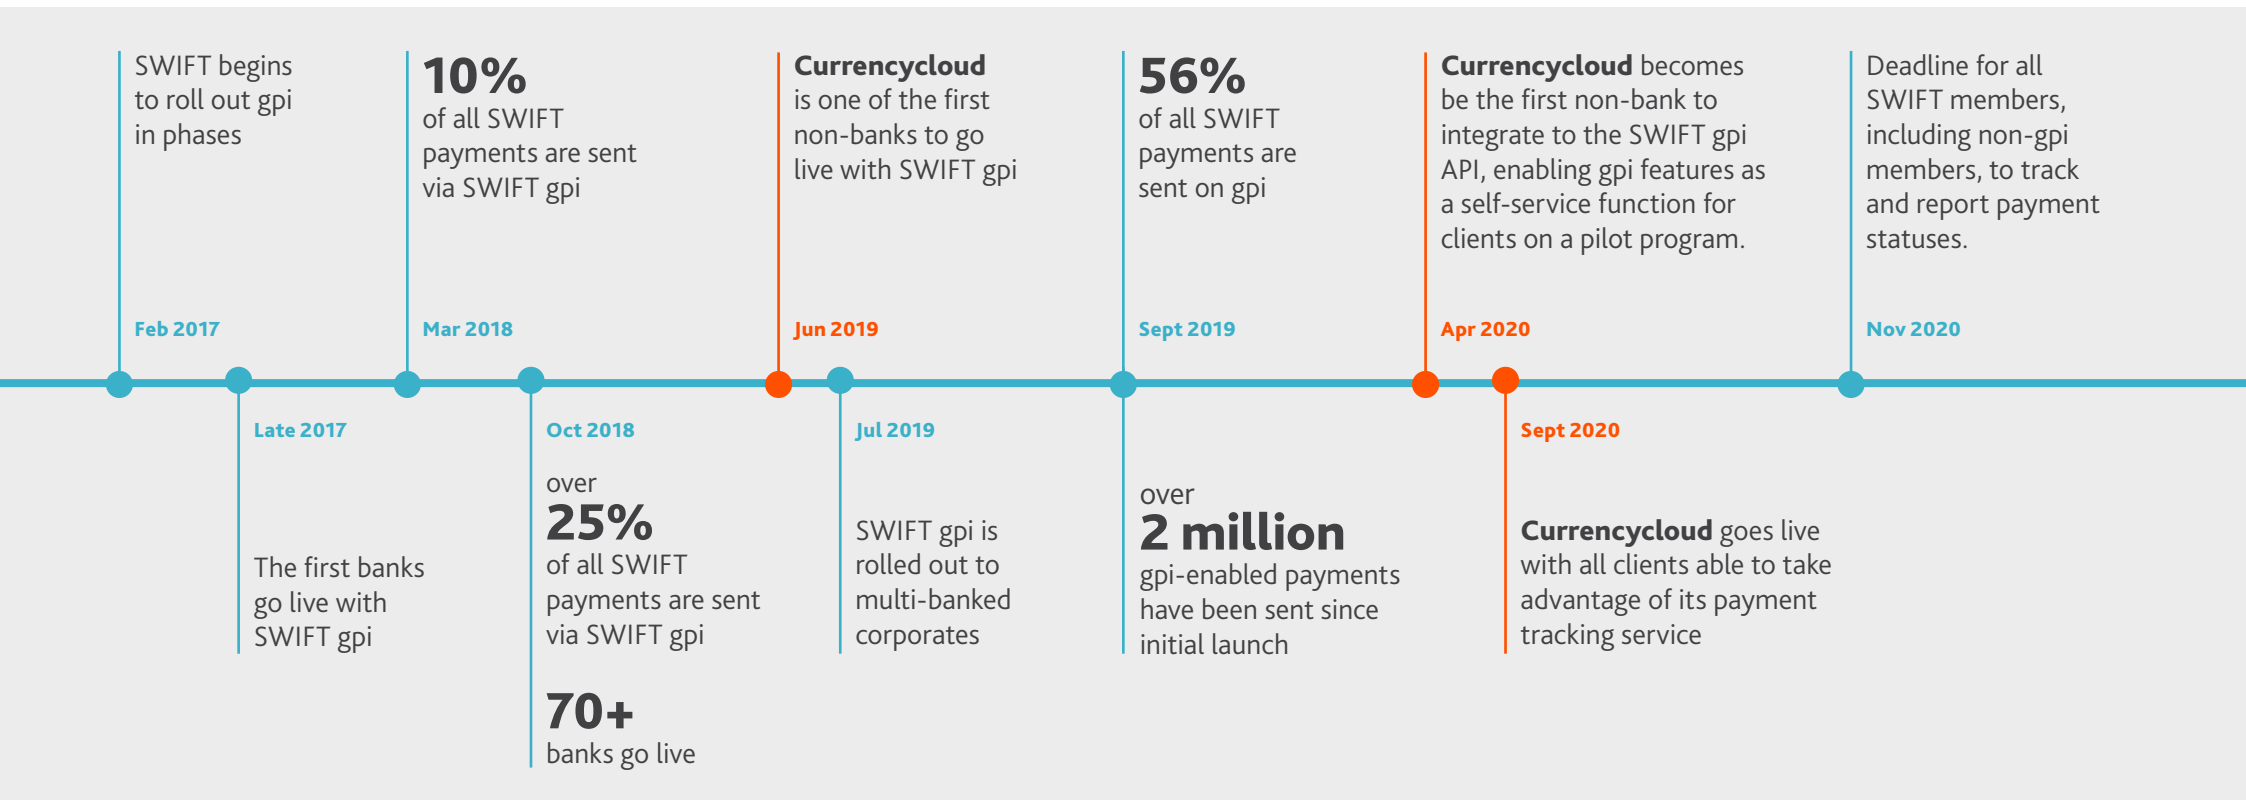 SWIFT begins
to roll out gpi
in phases
Feb 2017
Late 2017
The first banks
go live with
SWIFT gpi
10%
of all SWIFT
payments are sent
via SWIFT gpi
Mar 2018
Oct 2018
over
25%
of all SWIFT
payments are sent
via SWIFT gpi
70+
banks go live
Currencycloud
is one of the first
non-banks to go
live with SWIFT gpi
Jun 2019
Jul 2019
SWIFT gpi is
rolled out to
multi-banked
corporates
56%
of all SWIFT
payments are
sent on gpi
Sept 2019
over
2 million
gpi-enabled payments
have been sent since
initial launch
Currencycloud becomes
be the first non-bank to
integrate to the SWIFT gpi
API, enabling gpi features as
a self-service function for
clients on a pilot program.
Apr 2020
Sept 2020
Currencycloud goes live
with all clients able to take
advantage of its payment
tracking service
Deadline for all
SWIFT members,
including non-gpi
members, to track
and report payment
statuses.
Nov 2020